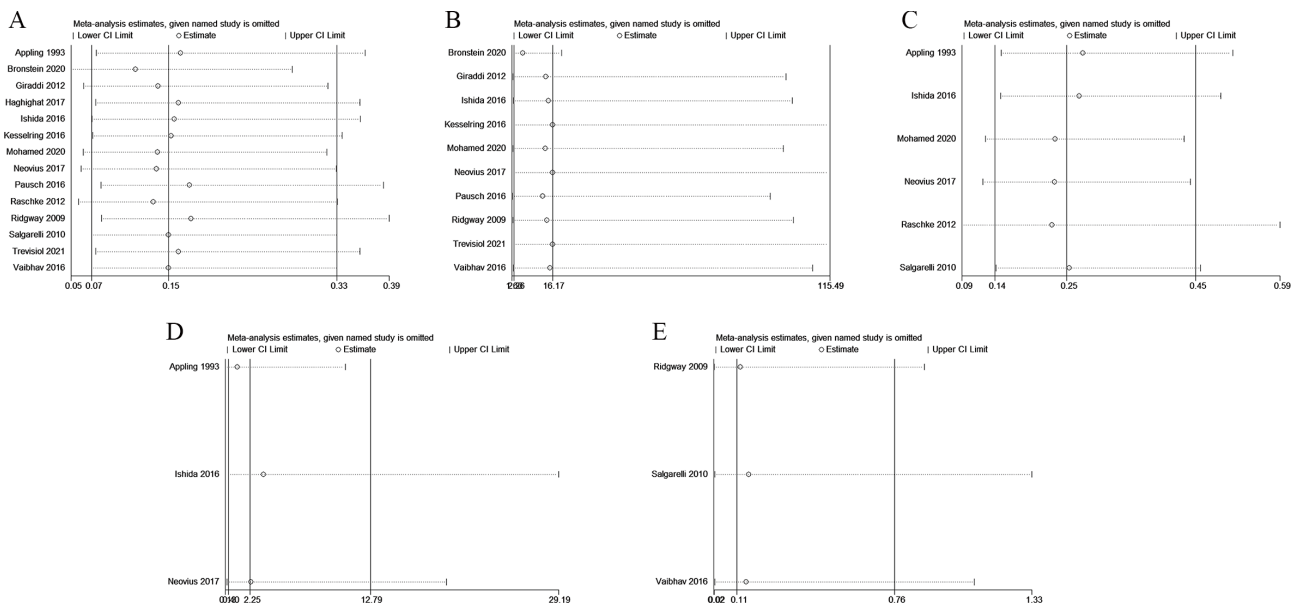 A
Meta-analysis estimates, given named study is omitted
Lower CI Limit Estimate Upper CI Limit
Appling 1993
Bronstein 2020
Giraddi 2012
Haghighat 2017
Ishida 2016
Kesselring 2016
Mohamed 2020
Neovius 2017
Pausch 2016
Raschke 2012
Ridgway 2009
Salgarelli 2010
Trevisiol 2021
Vaibhav 2016
0.05 0.07 0.15 0.33 0.39
B
Meta-analysis estimates, given named study is omitted
Lower CI Limit Estimate Upper CI Limit
Bronstein 2020
Giraddi 2012
Ishida 2016
Kesselring 2016
Mohamed 2020
Neovius 2017
Pausch 2016
Ridgway 2009
Trevisiol 2021
Vaibhav 2016
16.17 115.49
C
Meta-analysis estimates, given named study is omitted
Lower CI Limit Estimate Upper CI Limit
Appling 1993
Ishida 2016
Mohamed 2020
Neovius 2017
Raschke 2012
Salgarelli 2010
0.09 0.14 0.25 0.45 0.59
D
Meta-analysis estimates, given named study is omitted
Lower CI Limit Estimate Upper CI Limit
Appling 1993
Ishida 2016
Neovius 2017
2.25 12.79 29.19
E
Meta-analysis estimates, given named study is omitted
Lower CI Limit Estimate Upper CI Limit
Ridgway 2009
Salgarelli 2010
Vaibhav 2016
0.02 0.11 0.76 1.33